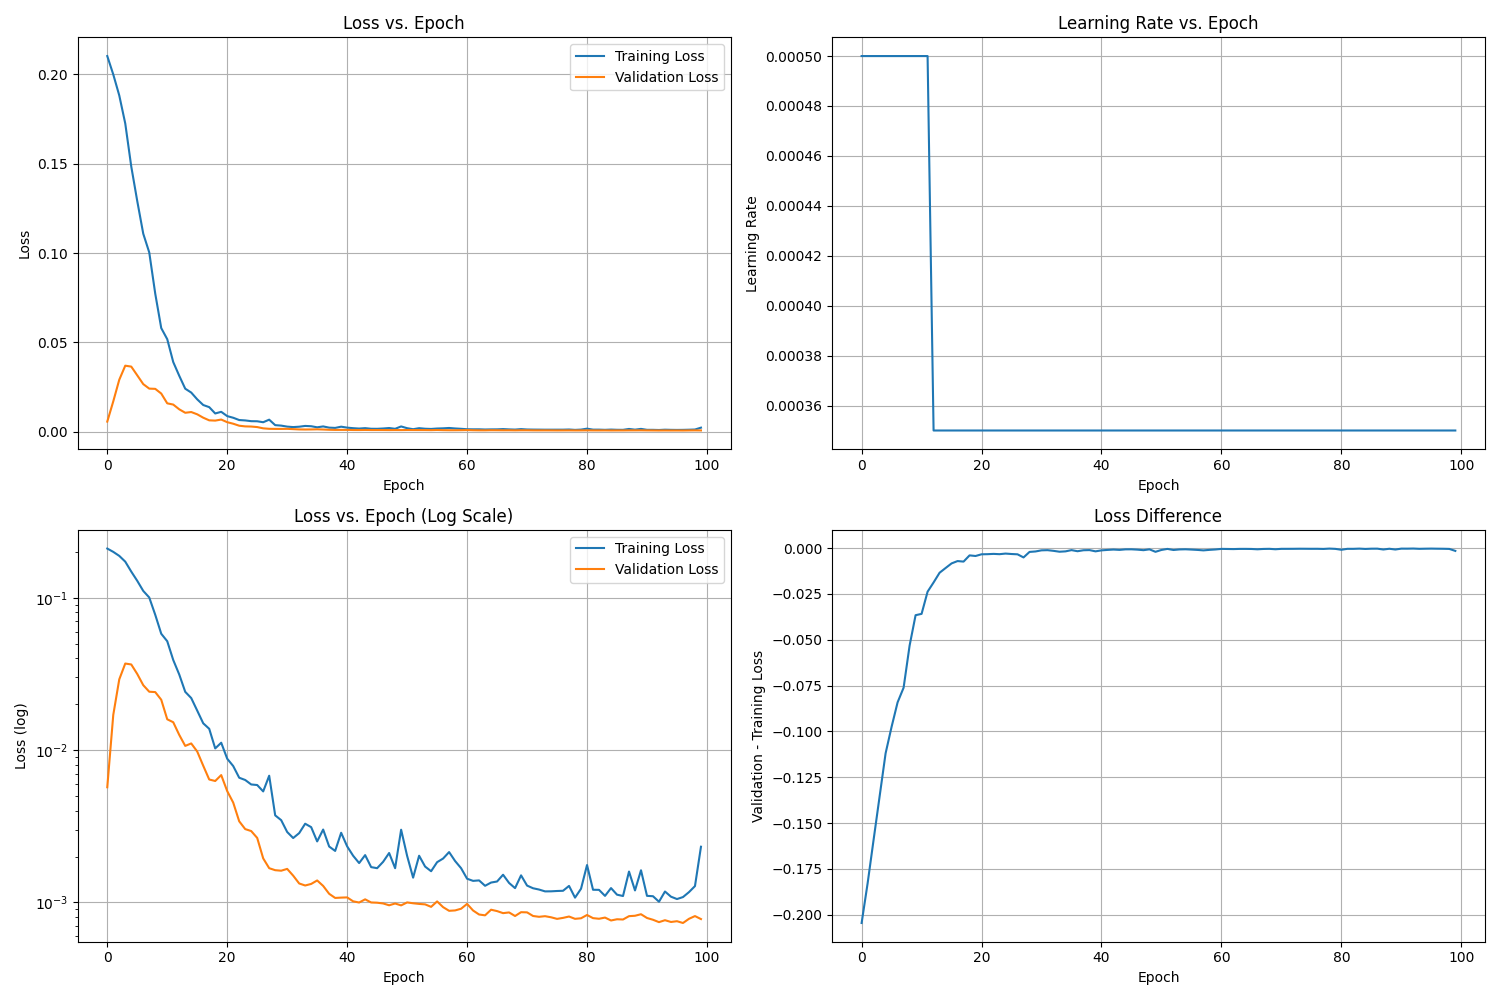 Loss vs. Epoch
Training Loss
Validation Loss
Loss
0.20
0.15
0.10
0.05
0.00
0 20 40 60 80 100
Epoch
Learning Rate vs. Epoch
Learning Rate
0.00050
0.00048
0.00046
0.00044
0.00042
0.00040
0.00038
0.00036
0 20 40 60 80 100
Epoch
Loss vs. Epoch (Log Scale)
Training Loss
Validation Loss
Loss (log)
10⁻¹
10⁻²
10⁻³
0 20 40 60 80 100
Epoch
Loss Difference
Validation - Training Loss
0.000
−0.025
−0.050
−0.075
−0.100
−0.125
−0.150
−0.175
−0.200
0 20 40 60 80 100
Epoch